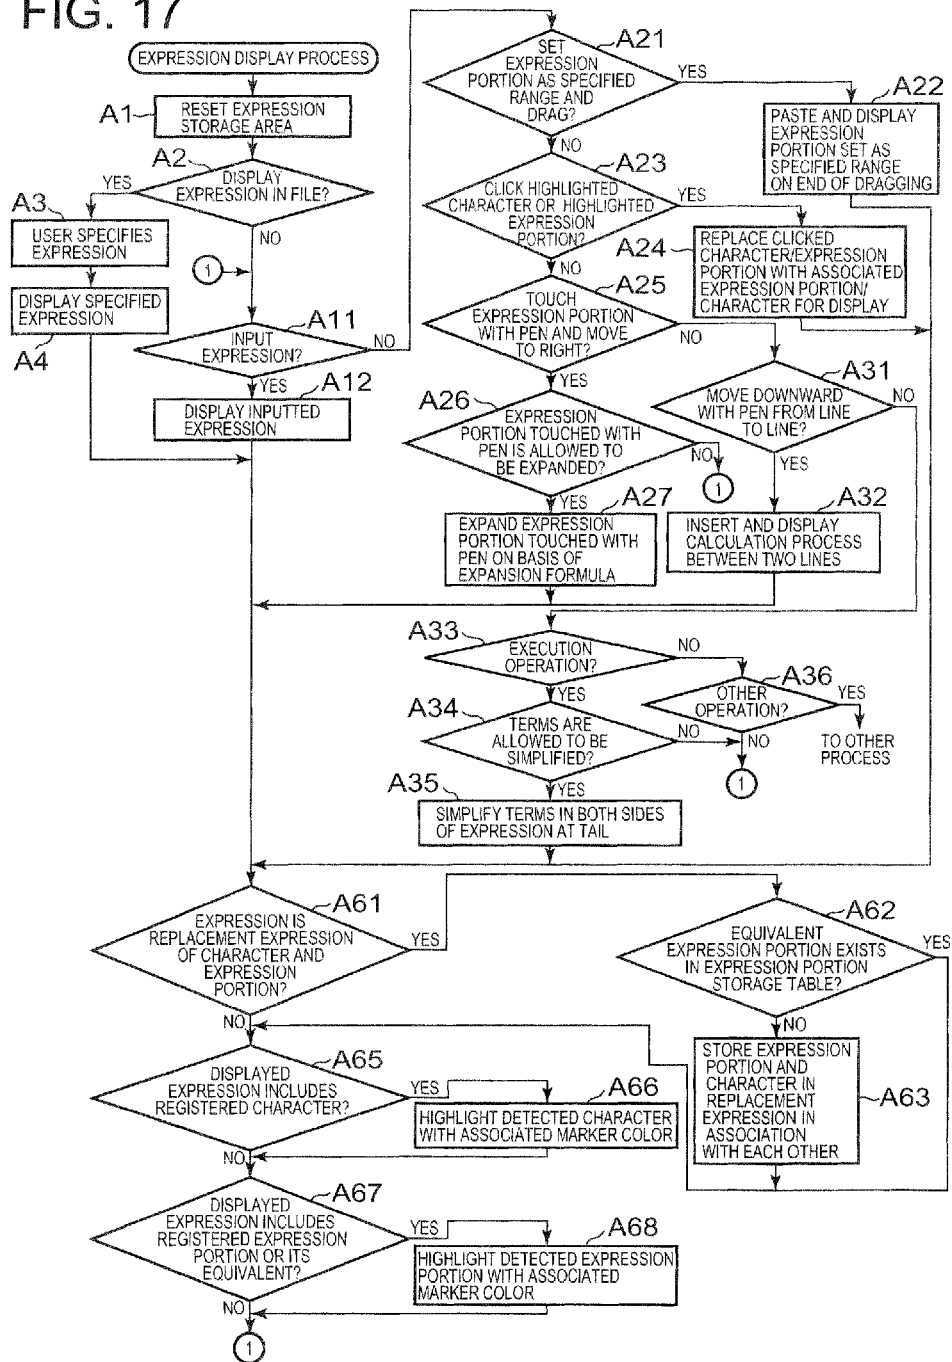 FIG. 17
EXPRESSION DISPLAY PROCESS
A1
RESET EXPRESSION
STORAGE AREA
A2
DISPLAY
EXPRESSION IN FILE?
YES
NO
A3
USER SPECIFIES
EXPRESSION
DISPLAY SPECIFIED
EXPRESSION
A4
1
A11
INPUT
EXPRESSION?
NO
YES
A12
DISPLAY INPUTTED
EXPRESSION
A21
SET
EXPRESSION
PORTION AS SPECIFIED
RANGE AND
DRAG?
YES
NO
A22
PASTE AND DISPLAY
EXPRESSION
PORTION SET AS
SPECIFIED RANGE
ON END OF DRAGGING
A23
CLICK HIGHLIGHTED
CHARACTER OR HIGHLIGHTED
EXPRESSION
PORTION?
YES
NO
A24
REPLACE CLICKED
CHARACTER/EXPRESSION
PORTION WITH ASSOCIATED
EXPRESSION PORTION/
CHARACTER FOR DISPLAY
A25
TOUCH
EXPRESSION PORTION
WITH PEN AND MOVE
TO RIGHT?
NO
YES
A26
EXPRESSION
PORTION TOUCHED WITH
PEN IS ALLOWED TO
BE EXPANDED?
NO
1
YES
A27
EXPAND EXPRESSION
PORTION TOUCHED WITH
PEN ON BASIS OF
EXPANSION FORMULA
A31
MOVE DOWNWARD
WITH PEN FROM LINE
TO LINE?
NO
YES
A32
INSERT AND DISPLAY
CALCULATION PROCESS
BETWEEN TWO LINES
A33
EXECUTION
OPERATION?
NO
YES
A36
OTHER
OPERATION?
YES
TO OTHER
PROCESS
NO
1
A34
TERMS ARE
ALLOWED TO BE
SIMPLIFIED?
NO
YES
A35
SIMPLIFY TERMS IN BOTH SIDES
OF EXPRESSION AT TAIL
A61
EXPRESSION IS
REPLACEMENT EXPRESSION
OF CHARACTER AND
EXPRESSION
PORTION?
YES
NO
A62
EQUIVALENT
EXPRESSION PORTION EXISTS
IN EXPRESSION PORTION
STORAGE TABLE?
YES
NO
STORE EXPRESSION
PORTION AND
CHARACTER IN
REPLACEMENT
EXPRESSION IN
ASSOCIATION
WITH EACH OTHER
A63
A65
DISPLAYED
EXPRESSION INCLUDES
REGISTERED CHARACTER?
YES
NO
A66
HIGHLIGHT DETECTED CHARACTER
WITH ASSOCIATED MARKER COLOR
A67
DISPLAYED
EXPRESSION INCLUDES
REGISTERED EXPRESSION
PORTION OR ITS
EQUIVALENT?
YES
NO
A68
HIGHLIGHT DETECTED EXPRESSION
PORTION WITH ASSOCIATED
MARKER COLOR
1